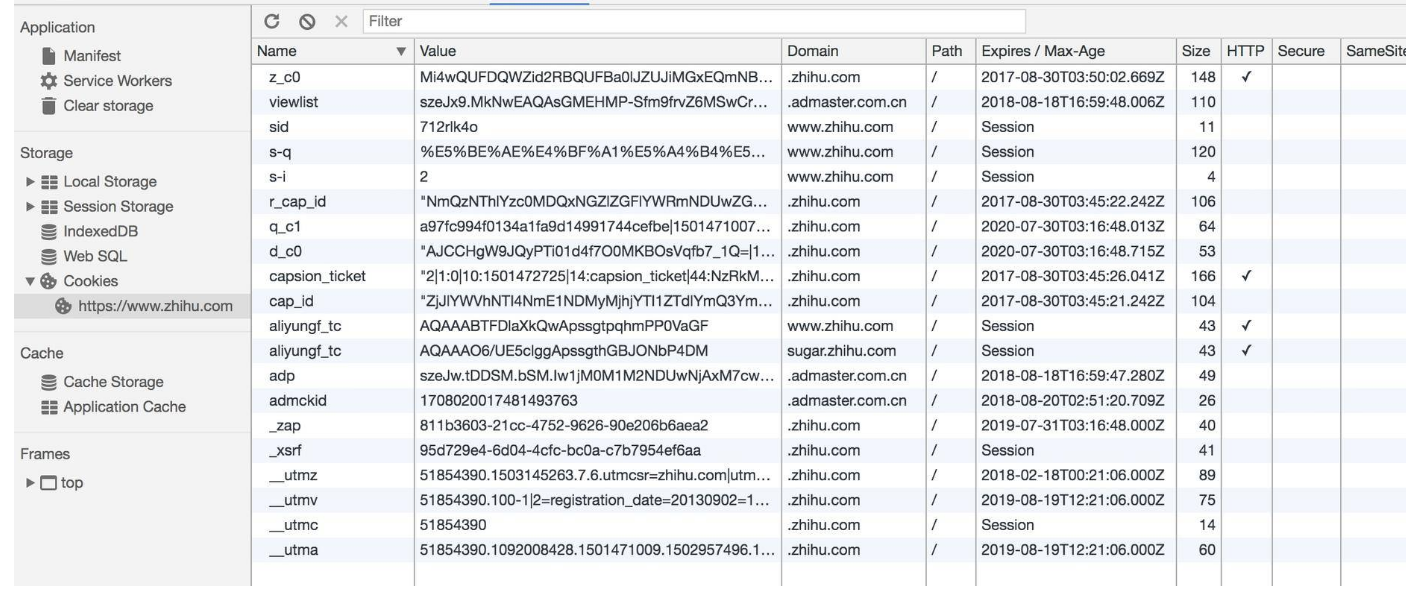 Application
Manifest
Service Workers
Clear storage
Storage
Local Storage
Session Storage
IndexedDB
Web SQL
Cookies
https://www.zhihu.com
Cache
Cache Storage
Application Cache
Frames
top
Filter
Name Value Domain Path Expires / Max-Age Size HTTP Secure SameSite
z_c0 Mi4wQUFDQWZid2RBQUFBa0lJZUJiMGxEQmNB... .zhihu.com / 2017-08-30T03:50:02.669Z 148 ✓
viewlist szeJx9.MkNwEAQAsGMEHMP-Sfm9frvZ6MSwCr... .admaster.com.cn / 2018-08-18T16:59:48.006Z 110
sid 712rlk4o www.zhihu.com / Session 11
s-q %E5%BE%AE%E4%BF%A1%E5%A4%B4%E5... www.zhihu.com / Session 120
s-i 2 www.zhihu.com / Session 4
r_cap_id "NmQzNThlYzc0MDQxNGZlZGFlYWRmNDUwZG... .zhihu.com / 2017-08-30T03:45:22.242Z 106
q_c1 a97fc994f0134a1fa9d14991744cefbe|1501471007... .zhihu.com / 2020-07-30T03:16:48.013Z 64
d_c0 "AJCCHgW9JQyPTi01d4f7O0MKBOsVqfb7_1Q=|1... .zhihu.com / 2020-07-30T03:16:48.715Z 53
capsion_ticket "2|1:0|10:1501472725|14:capsion_ticket|44:NzRkM... .zhihu.com / 2017-08-30T03:45:26.041Z 166 ✓
cap_id "ZjJlYWVhNTI4NmE1NDMyMjhjYTI1ZTdlYmQ3Ym... .zhihu.com / 2017-08-30T03:45:21.242Z 104
aliyungf_tc AQAAABTFDlaXkQwApssgtpqhmPP0VaGF www.zhihu.com / Session 43 ✓
aliyungf_tc AQAAAO6/UE5clggApssgthGBJONbP4DM sugar.zhihu.com / Session 43 ✓
adp szeJw.tDDSM.bSM.Iw1jM0M1M2NDUwNjAxM7cw... .admaster.com.cn / 2018-08-18T16:59:47.280Z 49
admckid 1708020017481493763 .admaster.com.cn / 2018-08-20T02:51:20.709Z 26
_zap 811b3603-21cc-4752-9626-90e206b6aea2 .zhihu.com / 2019-07-31T03:16:48.000Z 40
_xsrf 95d729e4-6d04-4cfc-bc0a-c7b7954ef6aa .zhihu.com / Session 41
__utmz 51854390.1503145263.7.6.utmcsr=zhihu.com|utm... .zhihu.com / 2018-02-18T00:21:06.000Z 89
__utmv 51854390.100-1|2=registration_date=20130902=1... .zhihu.com / 2019-08-19T12:21:06.000Z 75
__utmc 51854390 .zhihu.com / Session 14
__utma 51854390.1092008428.1501471009.1502957496.1... .zhihu.com / 2019-08-19T12:21:06.000Z 60